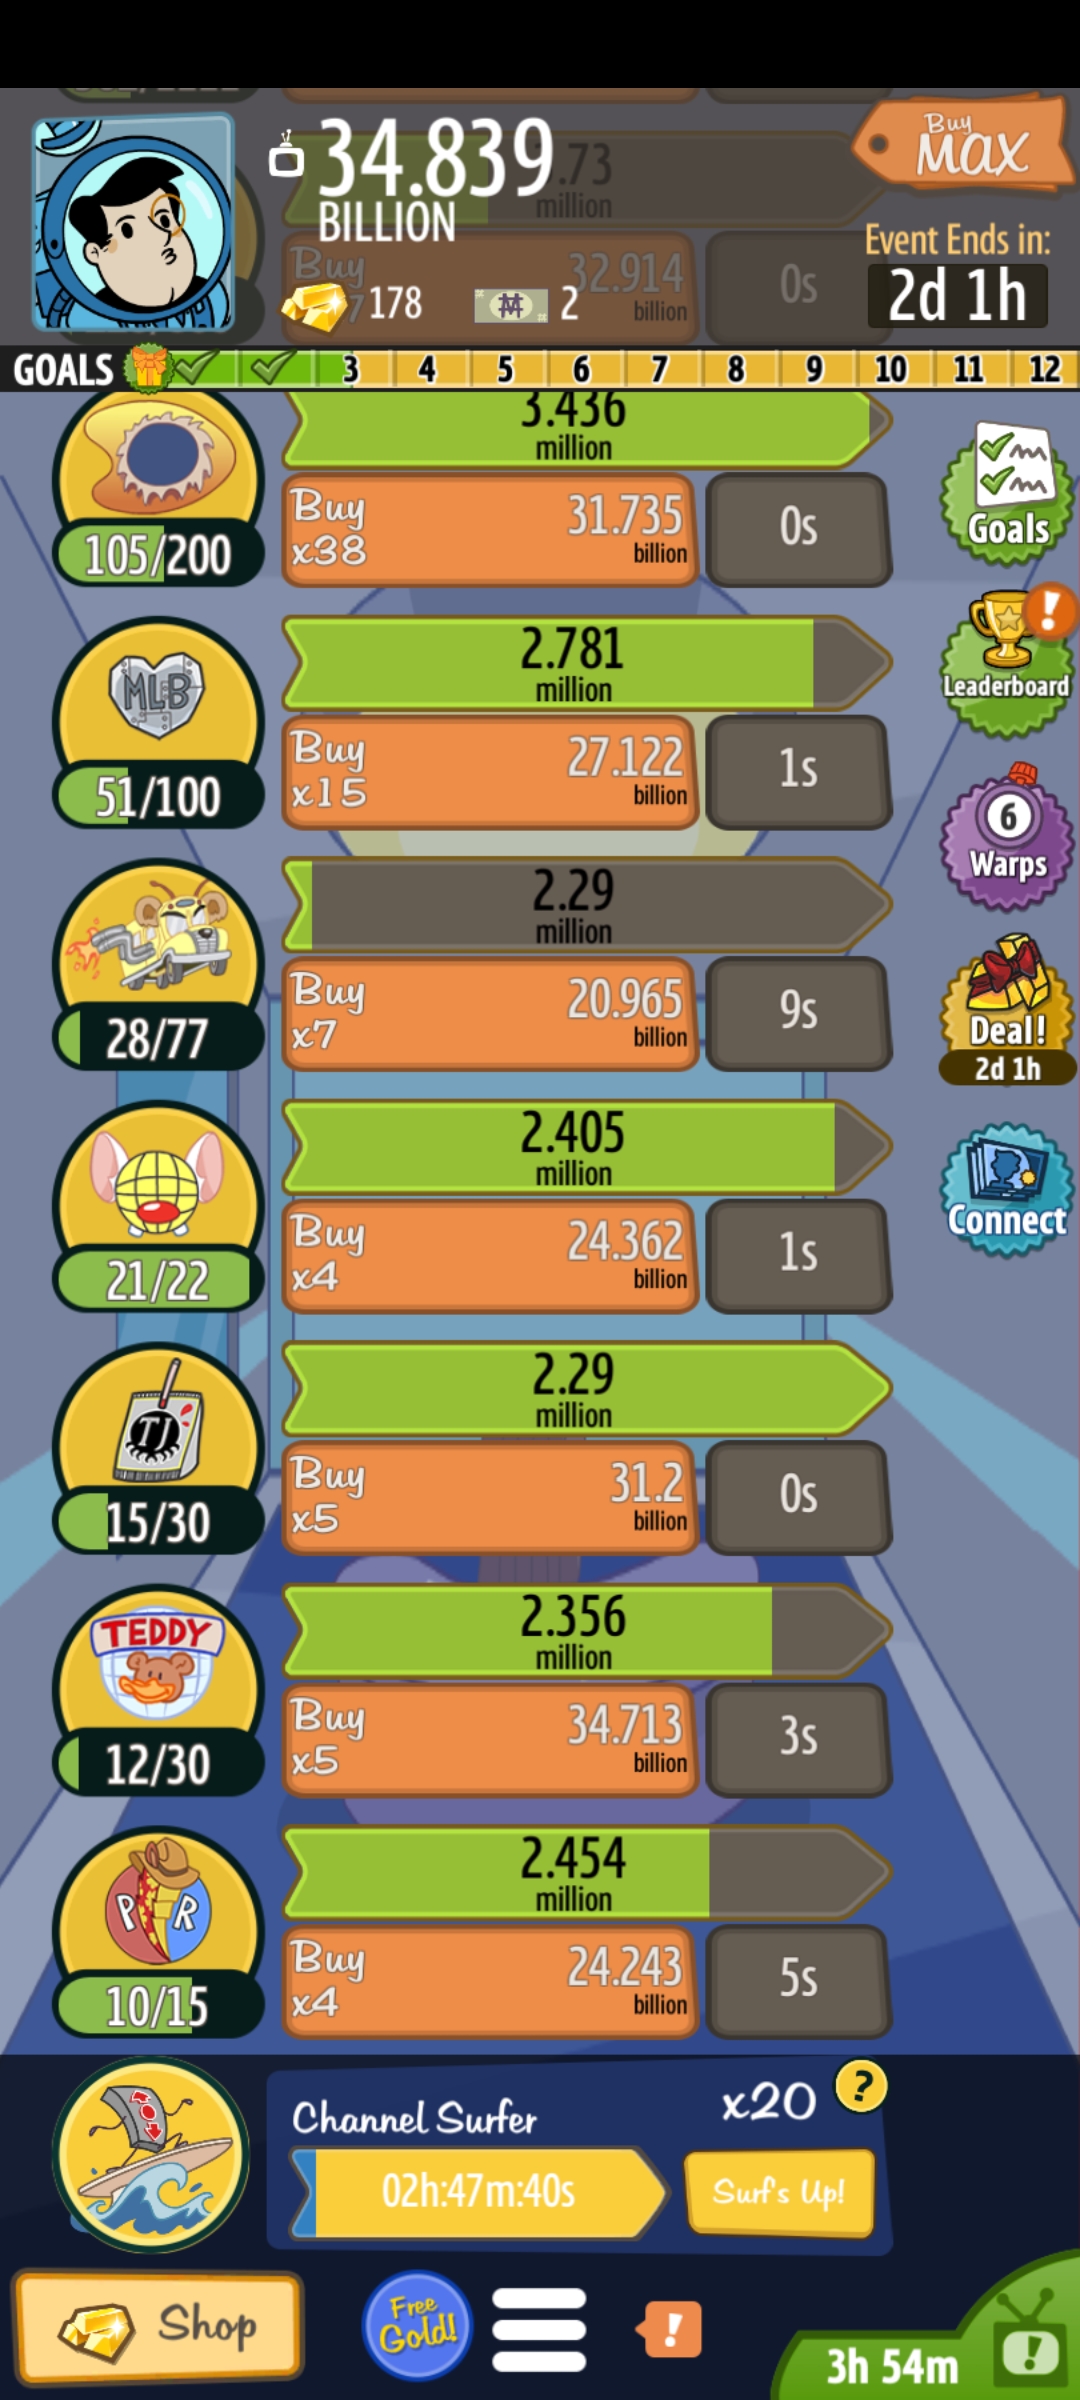 34.839
BILLION
Buy
MAX
.73
million
Event Ends in:
2d 1h
Buy
32.914
billion
0s
178
2
GOALS
3
4
5
6
7
8
9
10
11
12
3.436
million
Buy
x38
31.735
billion
0s
105/200
Goals
2.781
million
MLB
Buy
x15
27.122
billion
1s
51/100
Leaderboard
!
2.29
million
Buy
x7
20.965
billion
9s
28/77
6
Warps
Deal!
2d 1h
2.405
million
Buy
x4
24.362
billion
1s
21/22
Connect
2.29
million
TJ
Buy
x5
31.2
billion
0s
15/30
2.356
million
TEDDY
Buy
x5
34.713
billion
3s
12/30
2.454
million
P R
Buy
x4
24.243
billion
5s
10/15
Channel Surfer
x20
?
02h:47m:40s
Surf's Up!
Shop
Free
Gold!
!
3h 54m
!